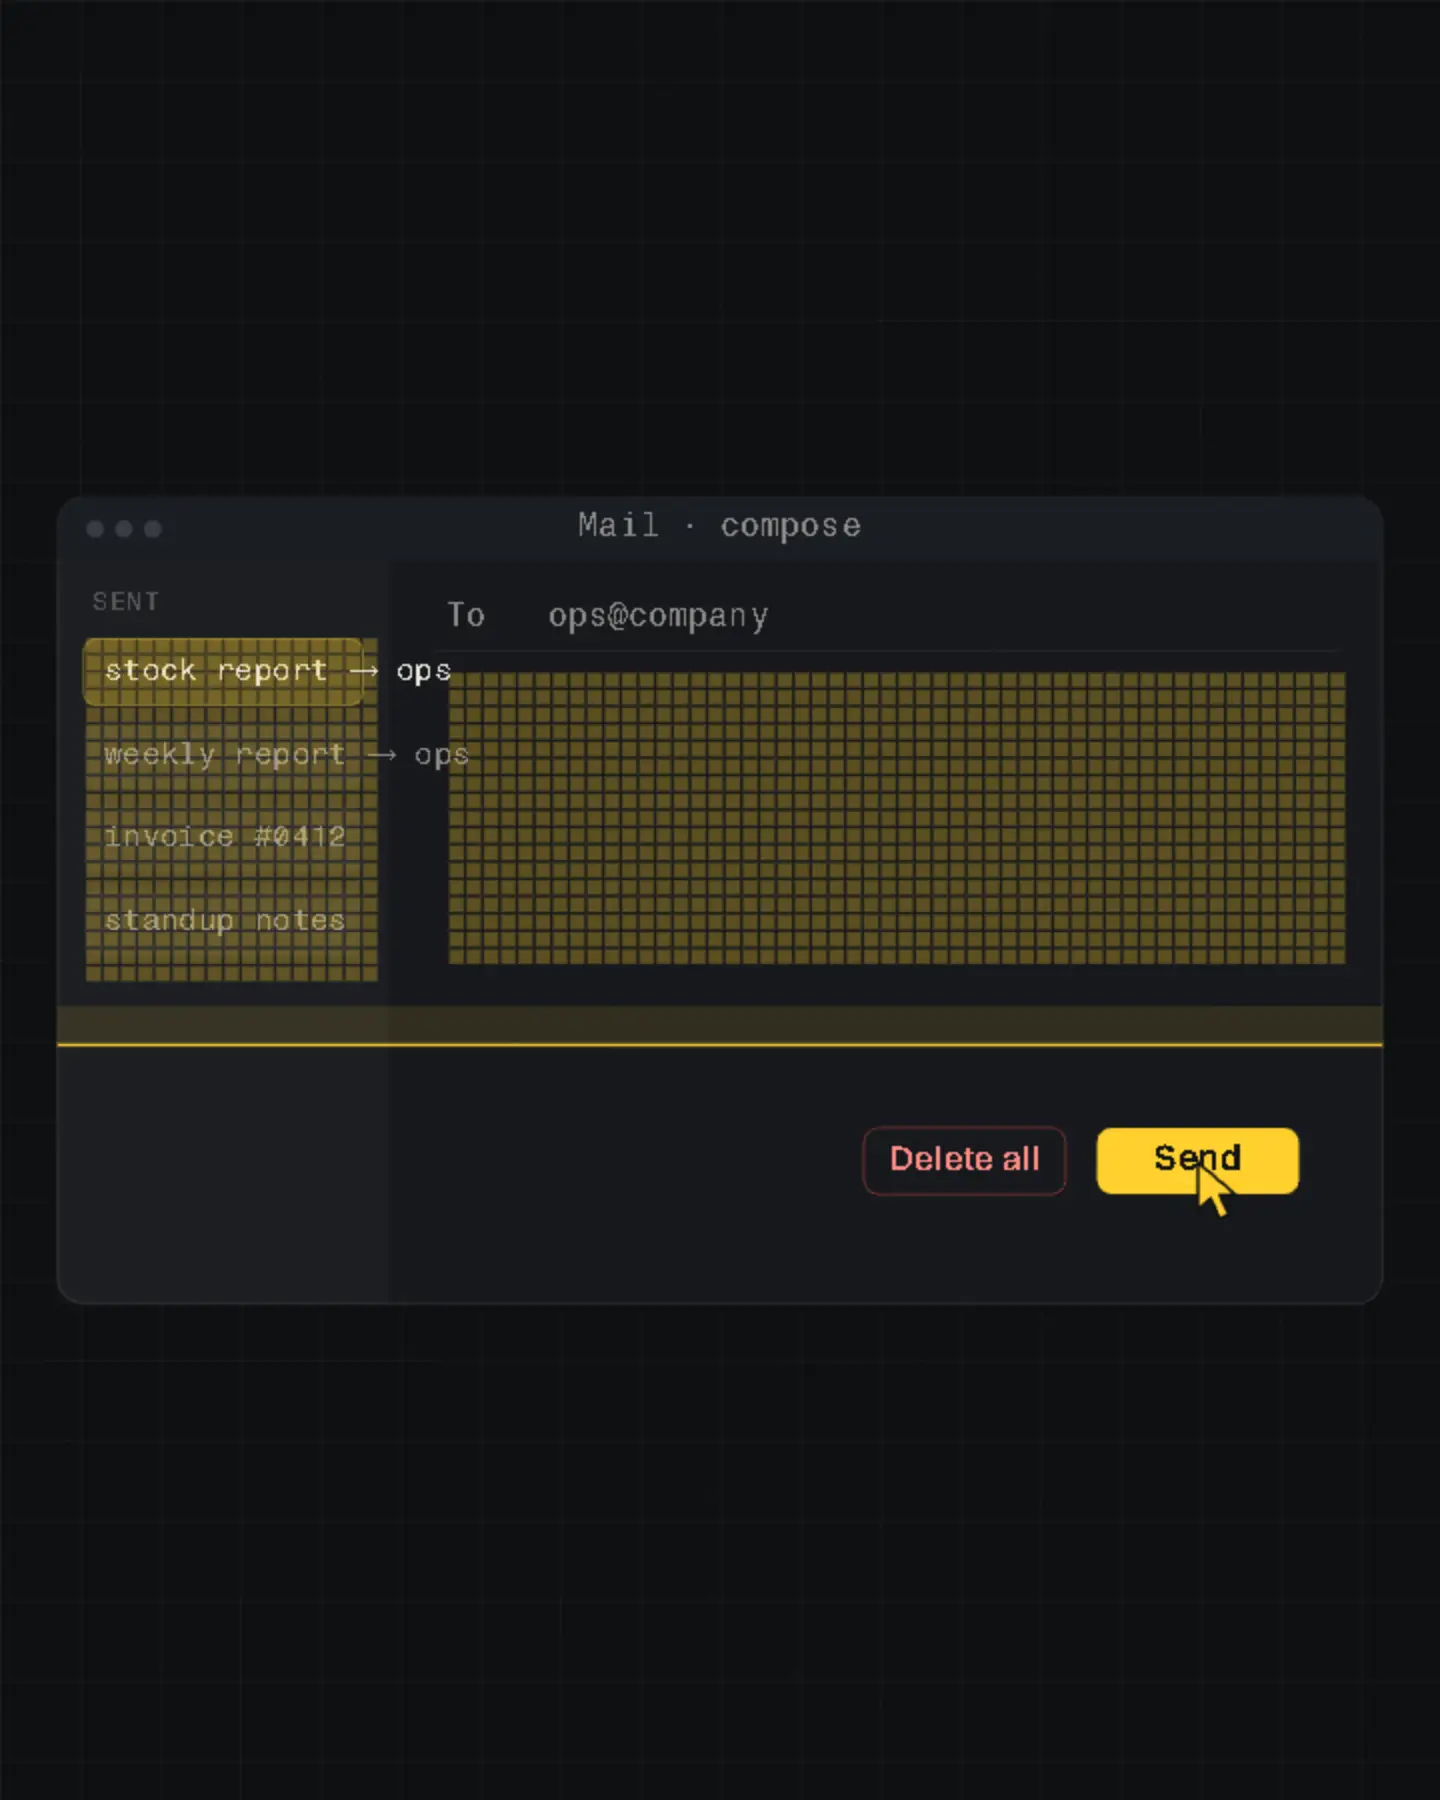 Mail · compose
SENT
To ops@company
stock report → ops
weekly report → ops
invoice #0412
standup notes
Delete all
Send